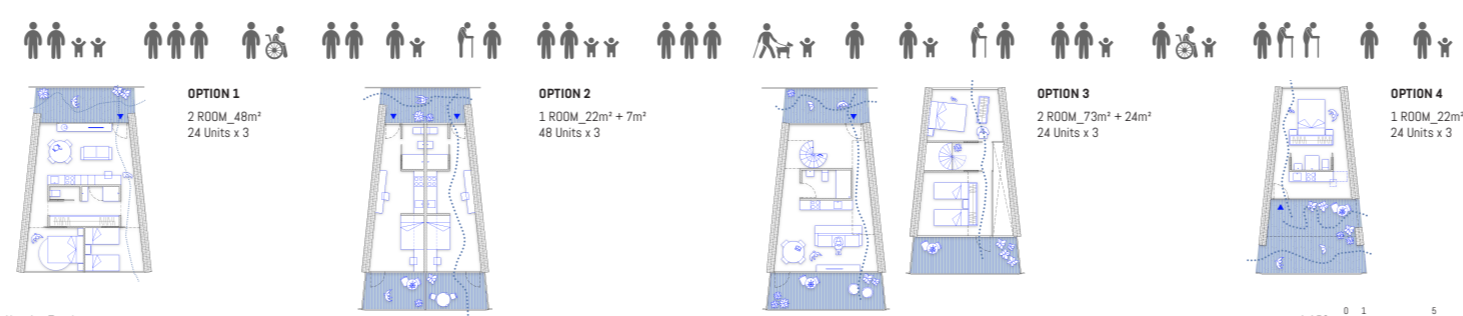 OPTION 1
2 ROOM_48m²
24 Units x 3
OPTION 2
1 ROOM_22m² + 7m²
48 Units x 3
OPTION 3
2 ROOM_73m² + 24m²
24 Units x 3
OPTION 4
1 ROOM_22m²
24 Units x 3
0 1 5